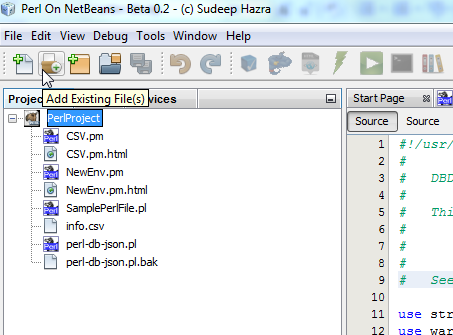 Perl On NetBeans - Beta 0.2 - (c) Sudeep Hazra
File Edit View Debug Tools Window Help
Add Existing File(s)
Projec vices
Start Page
PerlProject
Source Source
CSV.pm
CSV.pm.html
NewEnv.pm
NewEnv.pm.html
SamplePerlFile.pl
info.csv
perl-db-json.pl
perl-db-json.pl.bak
1 #!/usr/
2 #
3 # DBD
4 #
5 # Thi
6 #
7 #
8 #
9 # See
10
11 use str
12 use war